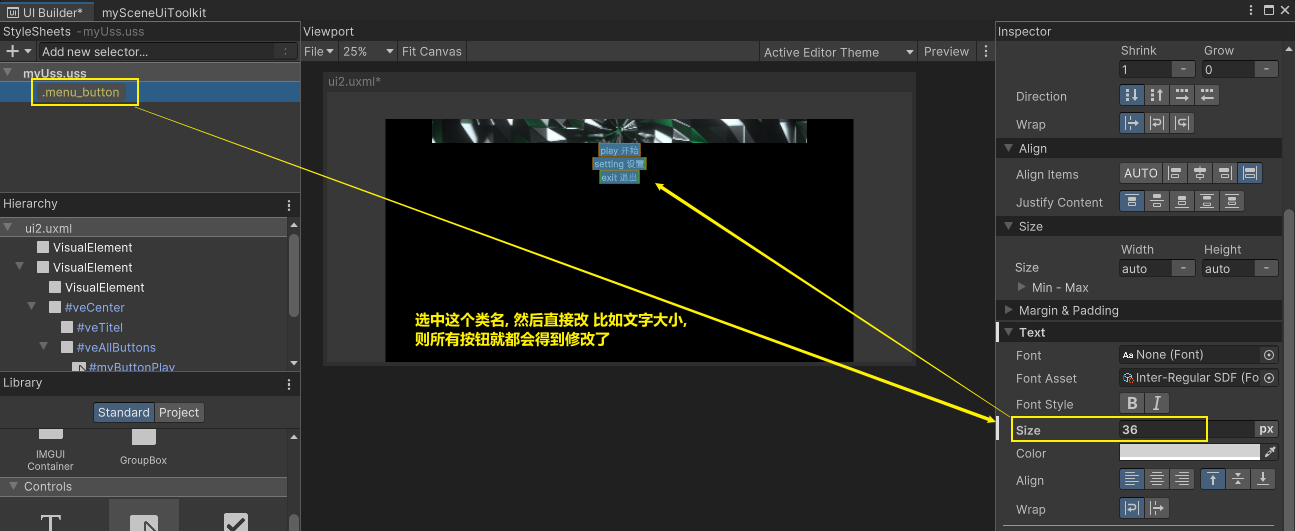 UI Builder*
mySceneUiToolkit
StyleSheets - myUss.uss
Add new selector...
myUss.uss
.menu_button
Hierarchy
ui2.uxml
VisualElement
VisualElement
VisualElement
#veCenter
#veTitel
#veAllButtons
#myButtonPlay
Library
Standard
Project
IMGUI
Container
GroupBox
Controls
Viewport
File
25%
Fit Canvas
Active Editor Theme
Preview
ui2.uxml*
play 开始
setting 设置
exit 退出
选中这个类名, 然后直接改 比如文字大小,
则所有按钮就都会得到修改了
Inspector
Shrink
Grow
1
-
0
-
Direction
Wrap
Align
Align Items
AUTO
Justify Content
Size
Width
Height
Size
auto
-
auto
-
Min - Max
Margin & Padding
Text
Font
Aa None (Font)
Font Asset
Inter-Regular SDF (Fo
Font Style
B
I
Size
36
px
Color
Align
Wrap